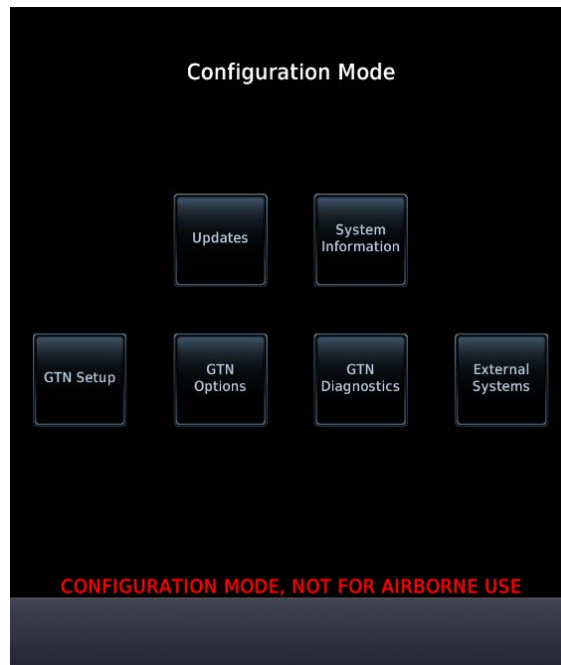 Configuration Mode
Updates
System
Information
GTN Setup
GTN
Options
GTN
Diagnostics
External
Systems
CONFIGURATION MODE, NOT FOR AIRBORNE USE